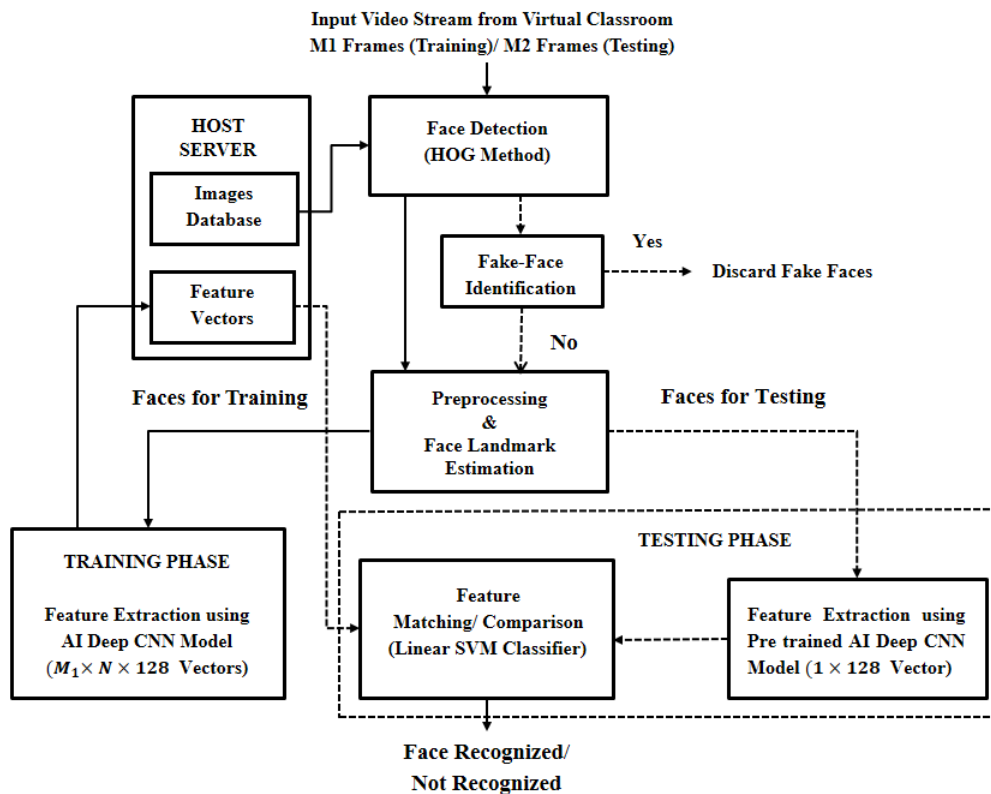 Input Video Stream from Virtual Classroom
M1 Frames (Training)/ M2 Frames (Testing)
HOST
SERVER
Images
Database
Feature
Vectors
Face Detection
(HOG Method)
Fake-Face
Identification
Yes
Discard Fake Faces
No
Faces for Training
Preprocessing
&
Face Landmark
Estimation
Faces for Testing
TRAINING PHASE
Feature Extraction using
AI Deep CNN Model
(M₁× N × 128 Vectors)
TESTING PHASE
Feature
Matching/ Comparison
(Linear SVM Classifier)
Feature Extraction using
Pre trained AI Deep CNN
Model (1 × 128 Vector)
Face Recognized/
Not Recognized